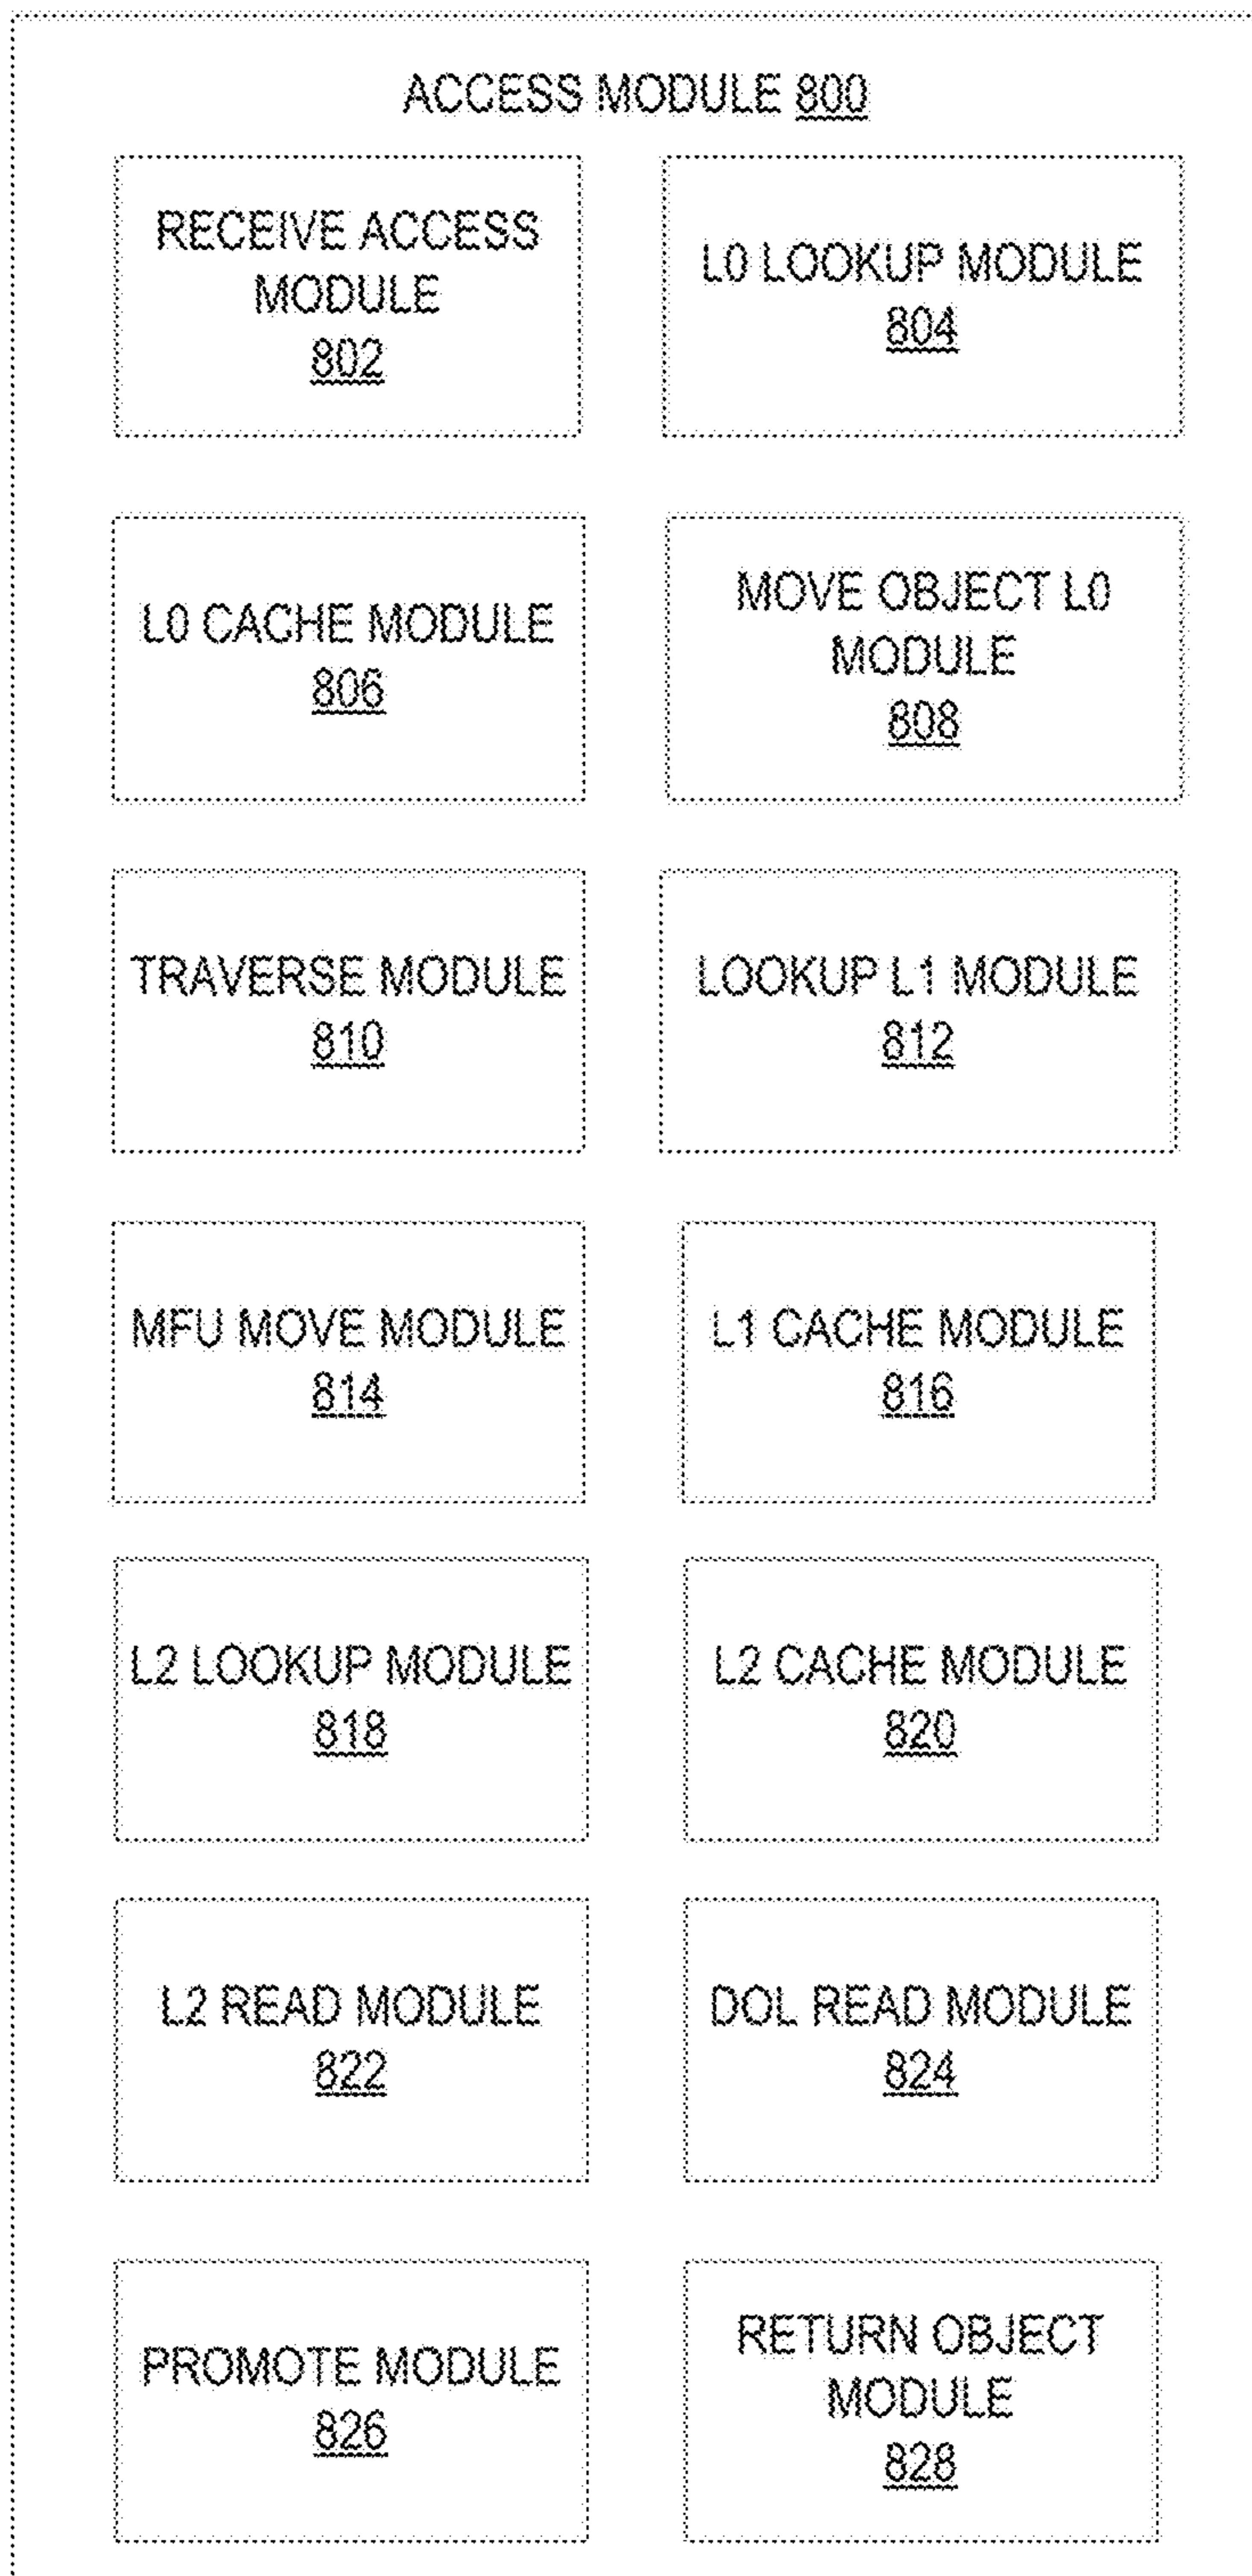 ACCESS MODULE 800
RECEIVE ACCESS
MODULE
802
L0 LOOKUP MODULE
804
L0 CACHE MODULE
806
MOVE OBJECT L0
MODULE
808
TRAVERSE MODULE
810
LOOKUP L1 MODULE
812
MFU MOVE MODULE
814
L1 CACHE MODULE
816
L2 LOOKUP MODULE
818
L2 CACHE MODULE
820
L2 READ MODULE
822
DOL READ MODULE
824
PROMOTE MODULE
826
RETURN OBJECT
MODULE
828